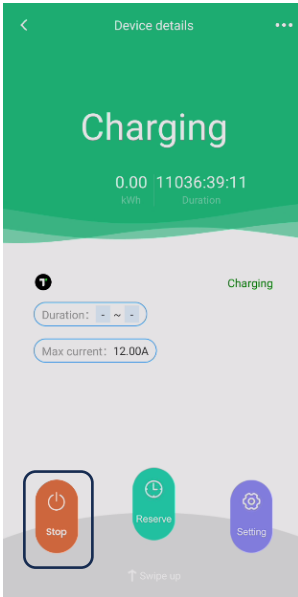 Device details
Charging
0.00 11036:39:11
kWh Duration
T
Charging
Duration: - ~ -
Max current: 12.00A
Stop
Reserve
Setting
↑ Swipe up